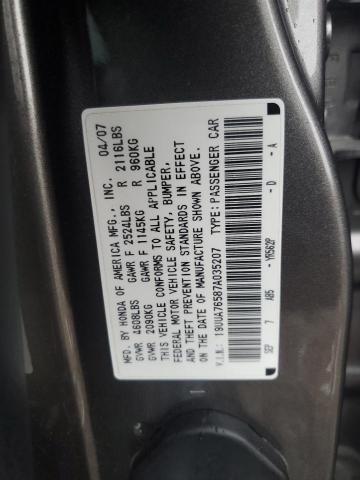 MFD. BY HONDA OF AMERICA MFG., INC. 04/07
GVWR 4608LBS GAWR F 2524LBS R 2116LBS
GVWR 2090KG GAWR F 1145KG R 960KG
THIS VEHICLE CONFORMS TO ALL APPLICABLE
FEDERAL MOTOR VEHICLE SAFETY, BUMPER,
AND THEFT PREVENTION STANDARDS IN EFFECT
ON THE DATE OF MANUFACTURE SHOWN ABOVE.
V.I.N.: 19UUA76587A035207 TYPE: PASSENGER CAR
SEP 7 AB5 - YR562P - D - A